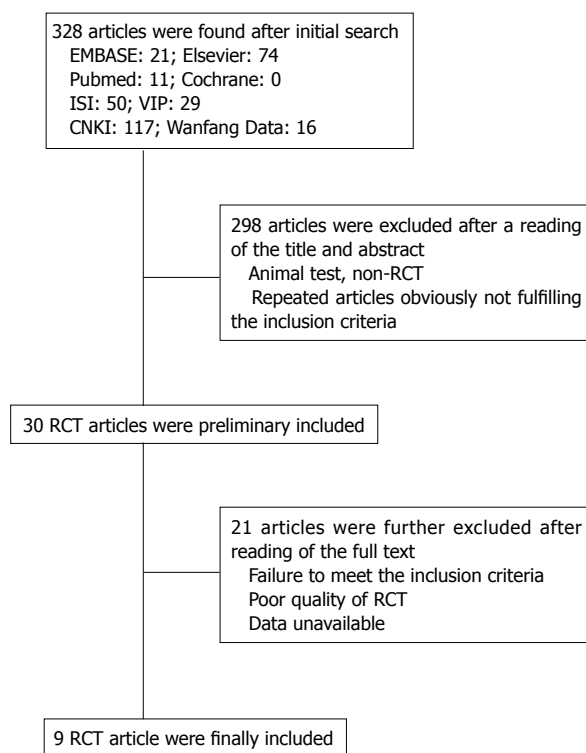 328 articles were found after initial search
EMBASE: 21; Elsevier: 74
Pubmed: 11; Cochrane: 0
ISI: 50; VIP: 29
CNKI: 117; Wanfang Data: 16
298 articles were excluded after a reading
of the title and abstract
Animal test, non-RCT
Repeated articles obviously not fulfilling
the inclusion criteria
30 RCT articles were preliminary included
21 articles were further excluded after
reading of the full text
Failure to meet the inclusion criteria
Poor quality of RCT
Data unavailable
9 RCT article were finally included